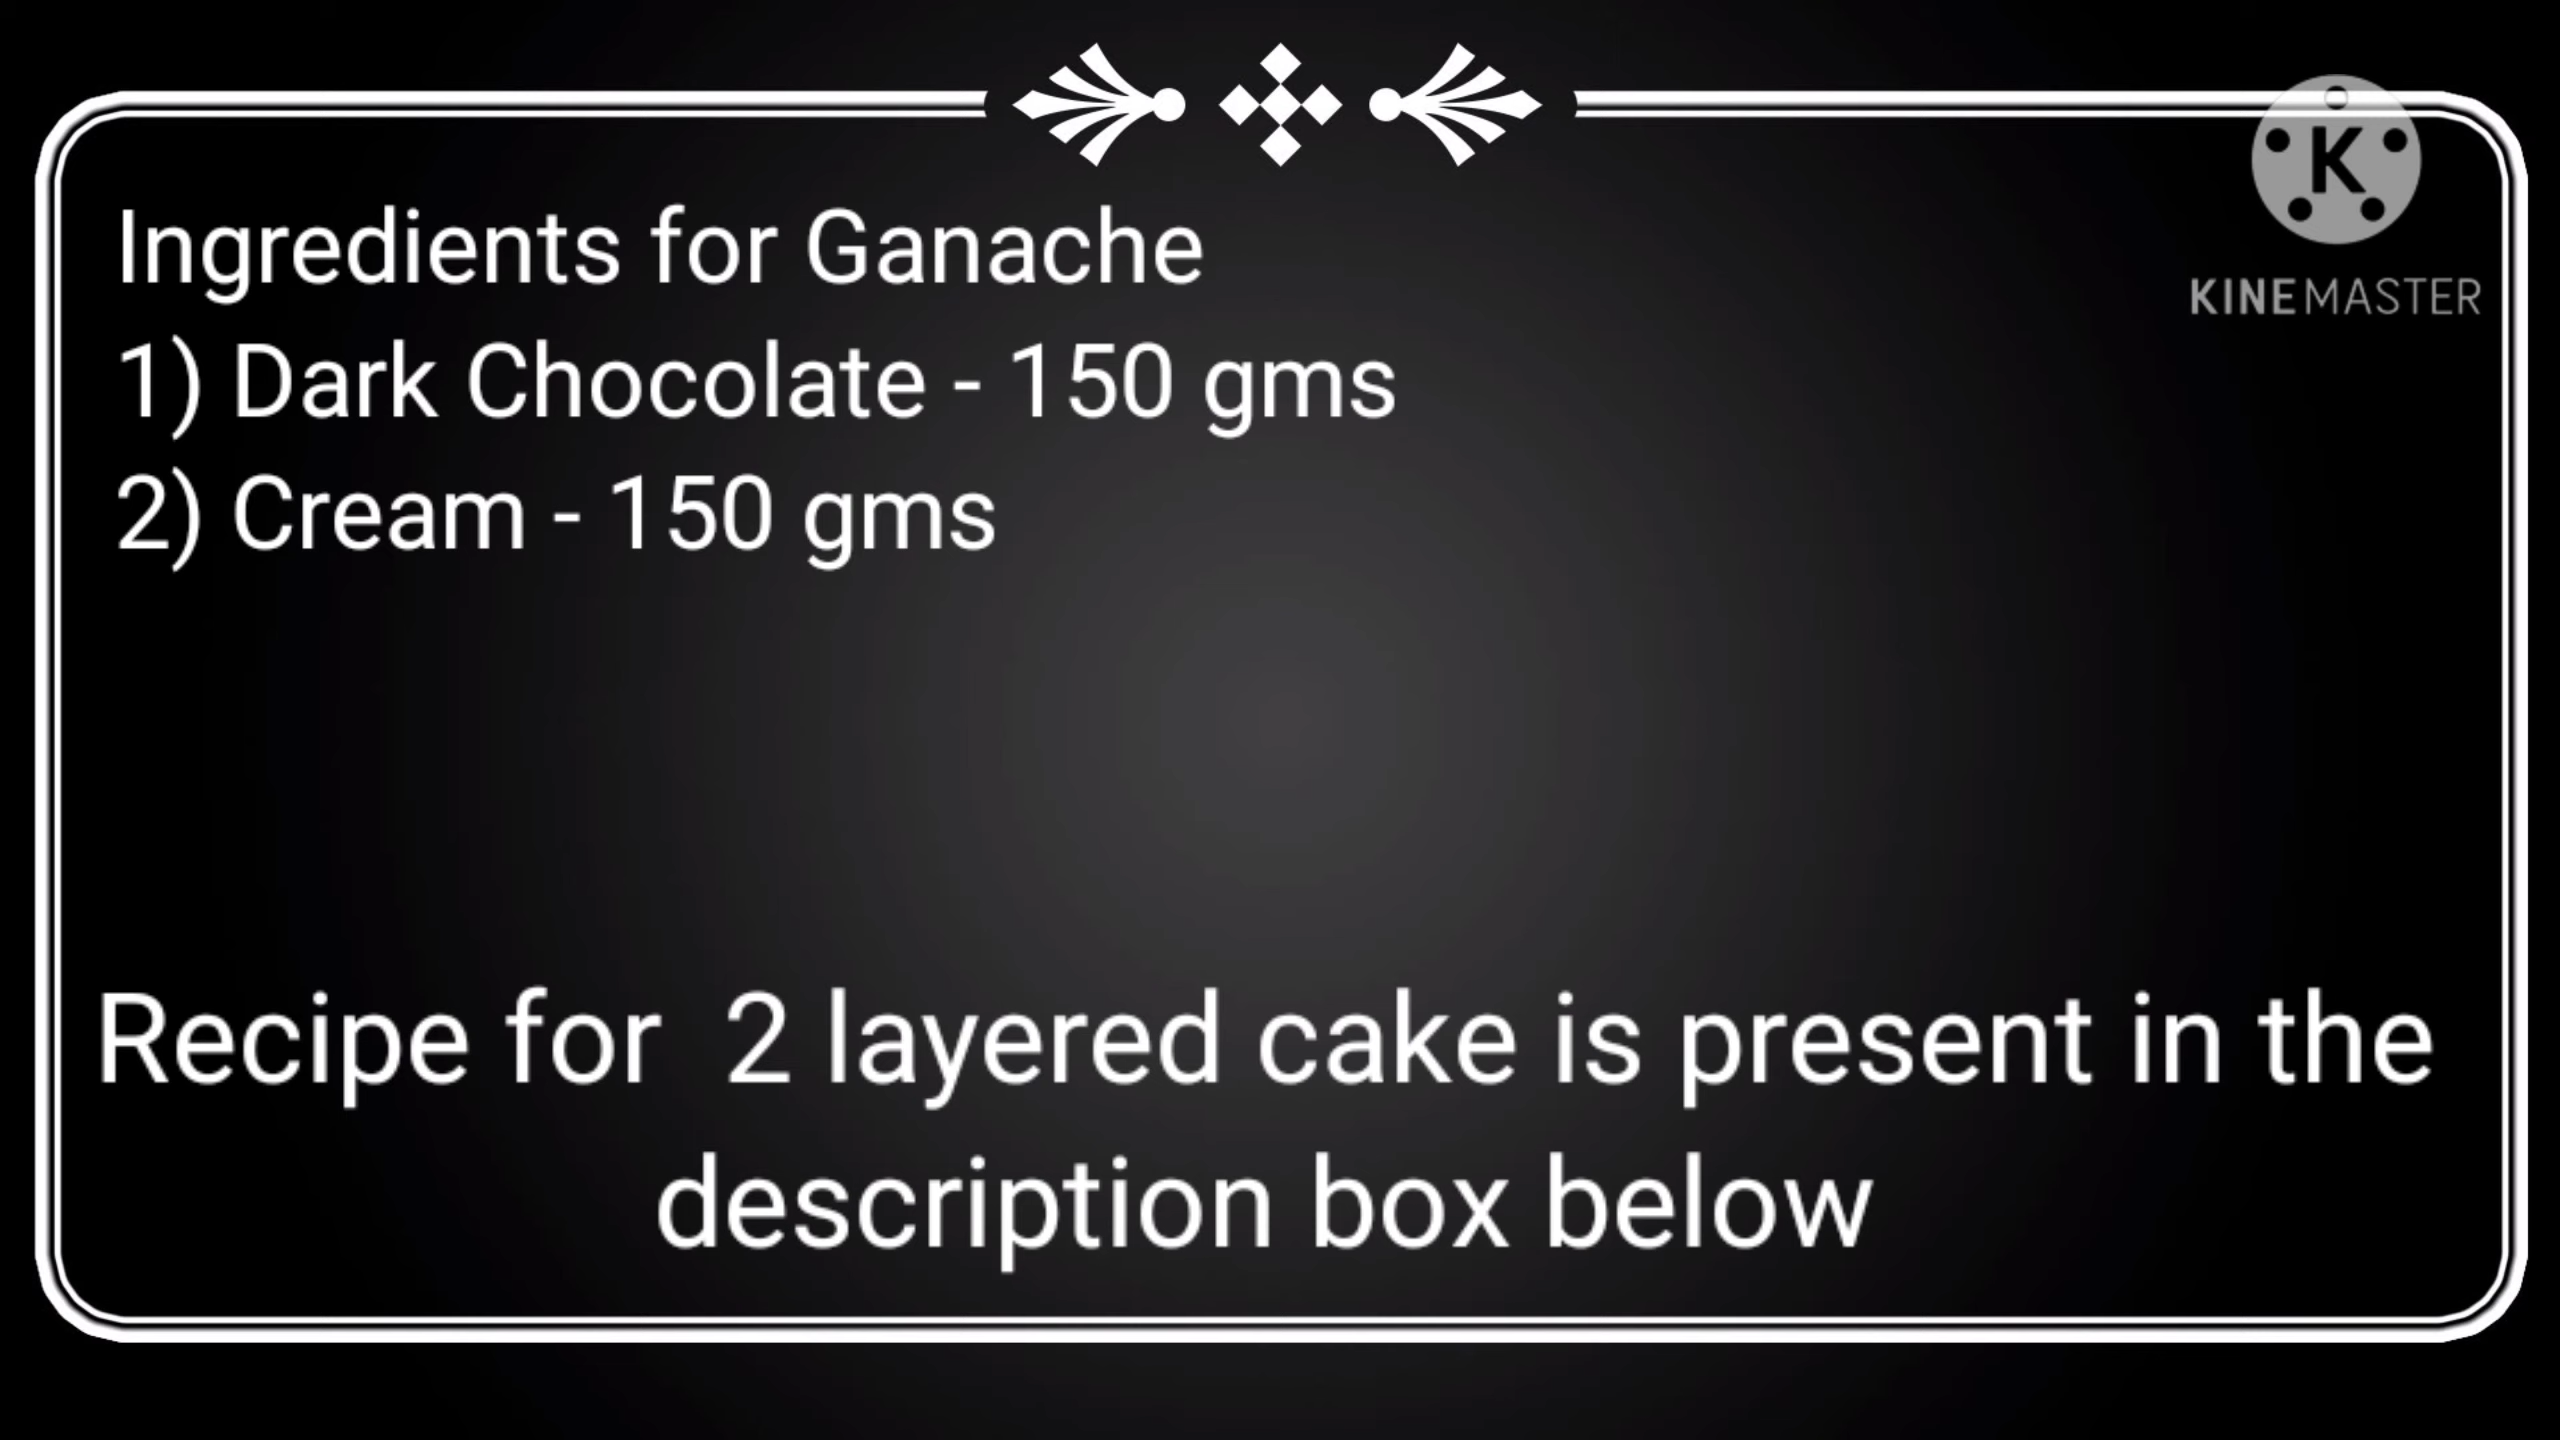 Ingredients for Ganache
1) Dark Chocolate - 150 gms
2) Cream - 150 gms
K
KINEMASTER
Recipe for  2 layered cake is present in the
description box below